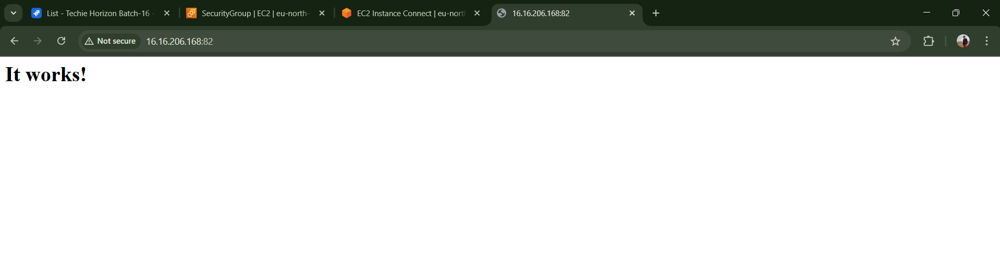 List - Techie Horizon Batch-16 -
SecurityGroup | EC2 | eu-north-
EC2 Instance Connect | eu-nort
16.16.206.168:82
Not secure
16.16.206.168:82
It works!